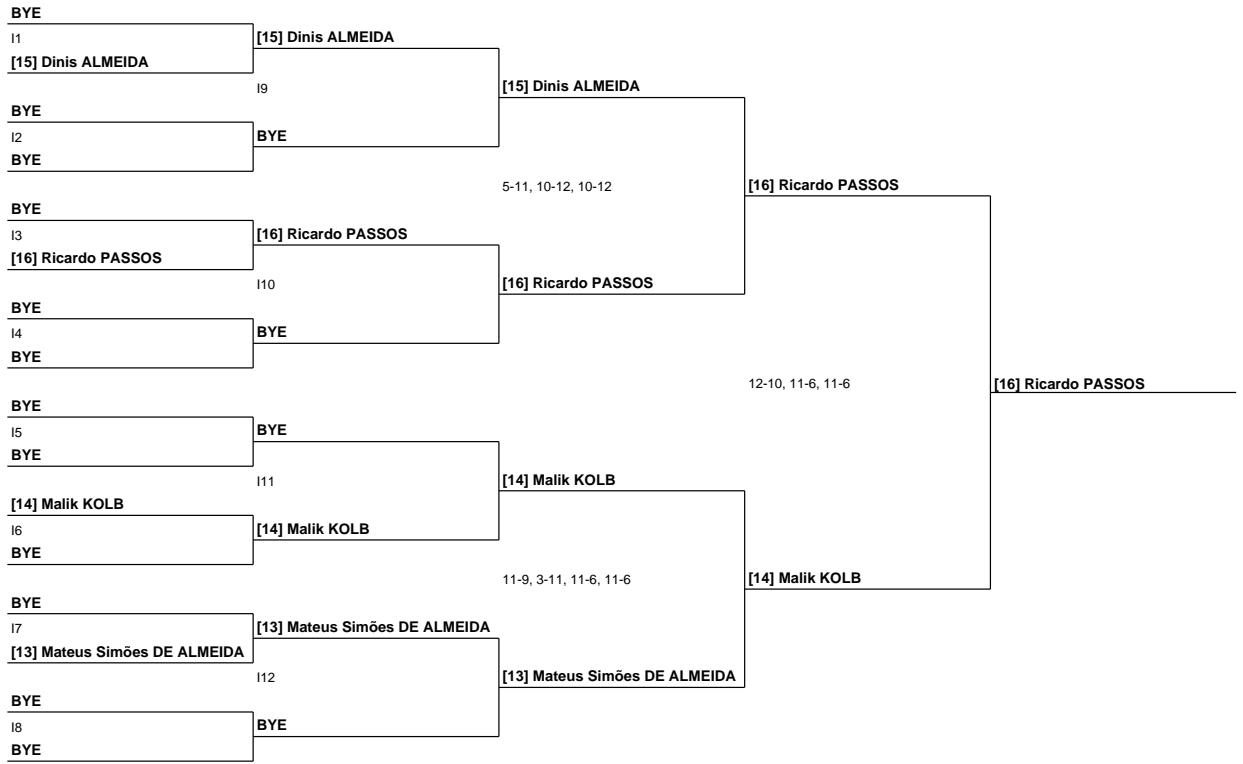 BYE
I1
[15] Dinis ALMEIDA
[15] Dinis ALMEIDA
I9
[15] Dinis ALMEIDA
BYE
I2
BYE
BYE
5-11, 10-12, 10-12
[16] Ricardo PASSOS
BYE
I3
[16] Ricardo PASSOS
[16] Ricardo PASSOS
I10
[16] Ricardo PASSOS
BYE
I4
BYE
BYE
12-10, 11-6, 11-6
[16] Ricardo PASSOS
BYE
I5
BYE
BYE
I11
[14] Malik KOLB
[14] Malik KOLB
I6
[14] Malik KOLB
BYE
11-9, 3-11, 11-6, 11-6
[14] Malik KOLB
BYE
I7
[13] Mateus Simões DE ALMEIDA
[13] Mateus Simões DE ALMEIDA
I12
[13] Mateus Simões DE ALMEIDA
BYE
I8
BYE
BYE